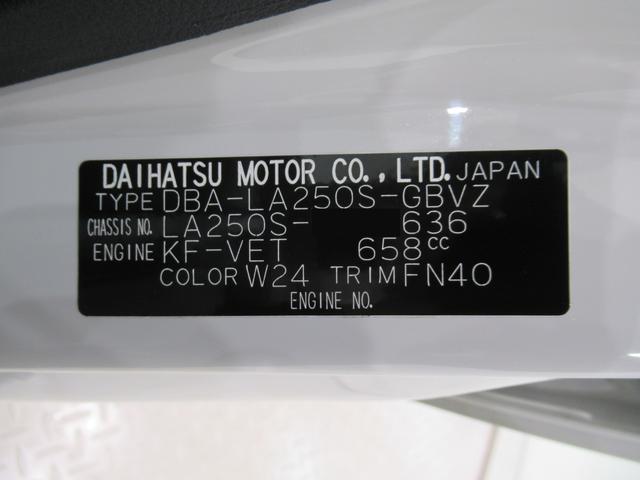 DAIHATSU MOTOR CO., LTD. JAPAN
TYPE DBA-LA250S-GBVZ
CHASSIS NO. LA250S- 636
ENGINE KF-VET 658cc
COLOR W24 TRIM FN40
ENGINE NO.